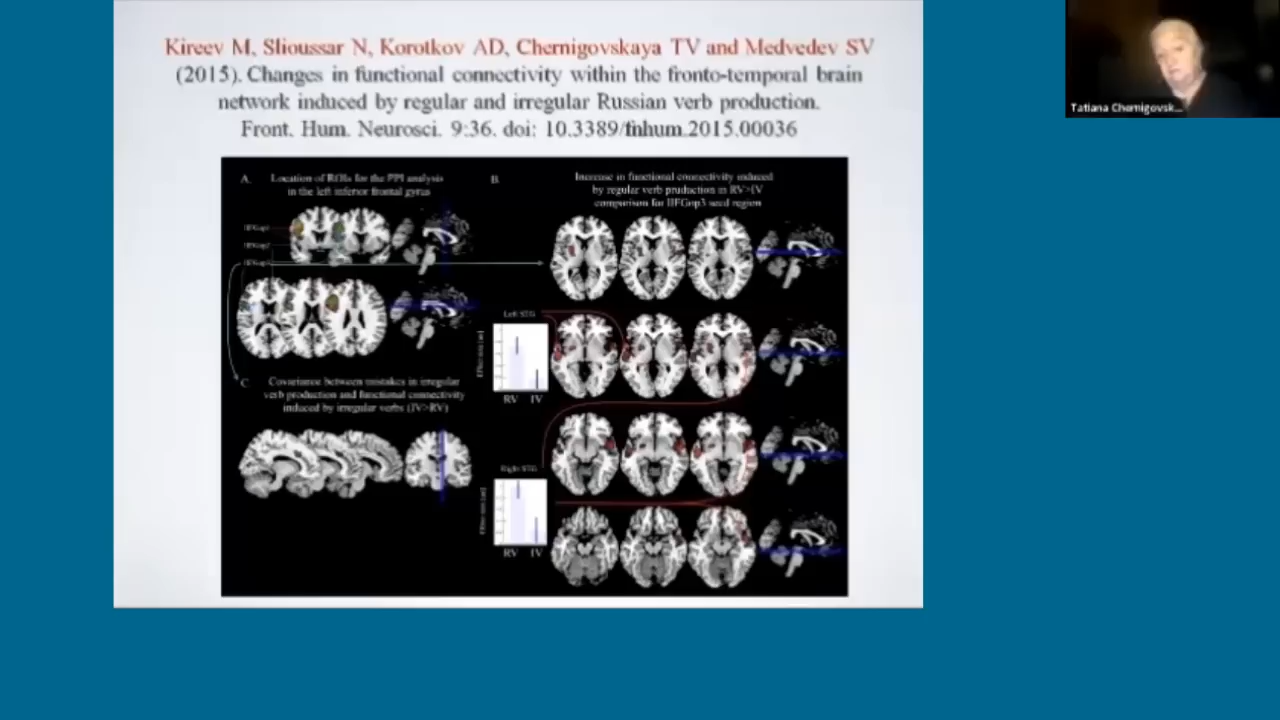 Kireev M, Slioussar N, Korotkov AD, Chernigovskaya TV and Medvedev SV
(2015). Changes in functional connectivity within the fronto-temporal brain
network induced by regular and irregular Russian verb production.
Front. Hum. Neurosci. 9:36. doi: 10.3389/fnhum.2015.00036
Tatiana Chernigovsk...
A. Location of ROIs for the PPI analysis
in the left inferior frontal gyrus
B. Increase in functional connectivity induced
by regular verb production in RV>IV
comparison for lIFGop3 seed region
Left STG
RV IV
C Covariance between mistakes in irregular
verb production and functional connectivity
induced by irregular verbs (IV>RV)
Right STG
RV IV